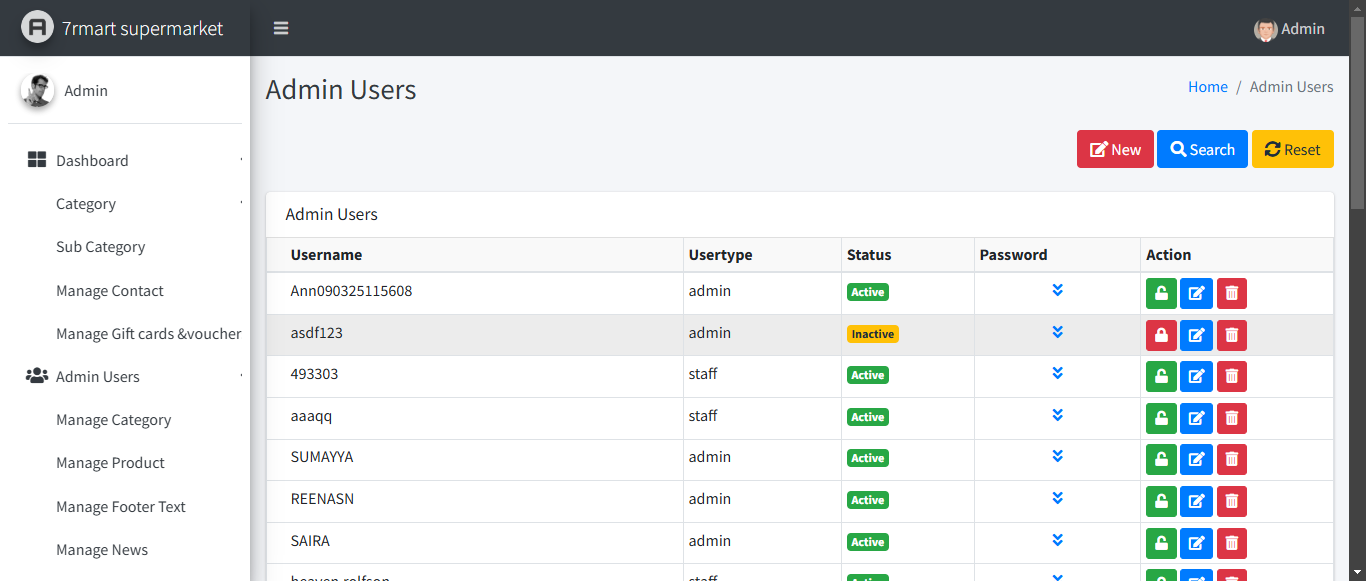 7rmart supermarket
Admin
Admin
Admin Users
Home / Admin Users
Dashboard
Category
Sub Category
Manage Contact
Manage Gift cards &voucher
Admin Users
Manage Category
Manage Product
Manage Footer Text
Manage News
New Search Reset
Admin Users
Username Usertype Status Password Action
Ann090325115608 admin Active
asdf123 admin Inactive
493303 staff Active
aaaqq staff Active
SUMAYYA admin Active
REENASN admin Active
SAIRA admin Active
heaven.rolfson staff Active